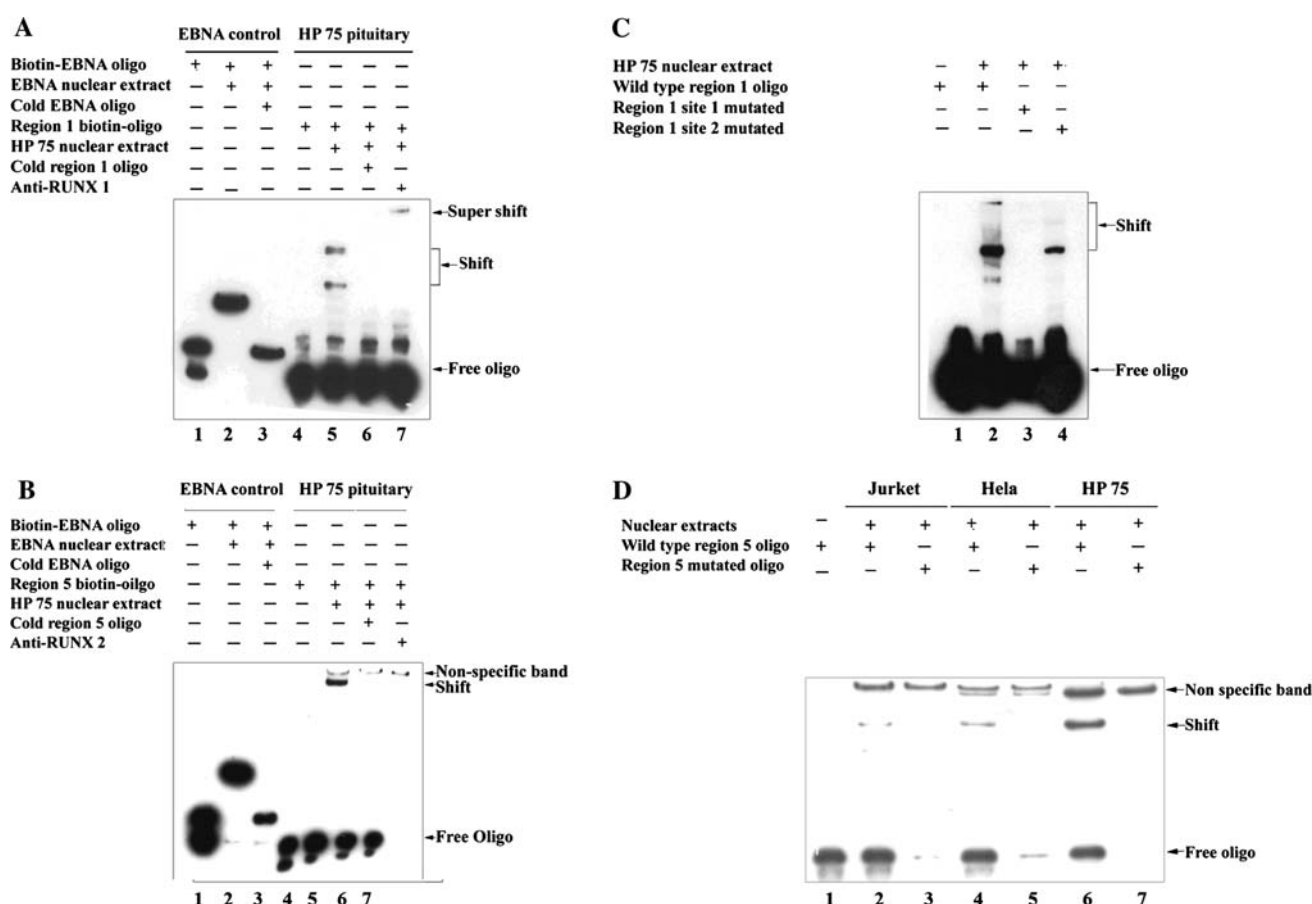 A
EBNA control HP 75 pituitary
Biotin-EBNA oligo + + + – – – –
EBNA nuclear extract – + + – – – –
Cold EBNA oligo – – + – – – –
Region 1 biotin-oligo – – – + + + +
HP 75 nuclear extract – – – – + + +
Cold region 1 oligo – – – – – + –
Anti-RUNX 1 – – – – – – +
Super shift
Shift
Free oligo
1 2 3 4 5 6 7
B
EBNA control HP 75 pituitary
Biotin-EBNA oligo + + + – – – –
EBNA nuclear extract – + + – – – –
Cold EBNA oligo – – + – – – –
Region 5 biotin-oilgo – – – + + + +
HP 75 nuclear extract – – – – + + +
Cold region 5 oligo – – – – – + –
Anti-RUNX 2 – – – – – – +
Non-specific band
Shift
Free Oligo
1 2 3 4 5 6 7
C
HP 75 nuclear extract – + + +
Wild type region 1 oligo + + – –
Region 1 site 1 mutated – – + –
Region 1 site 2 mutated – – – +
Shift
Free oligo
1 2 3 4
D
Jurket Hela HP 75
Nuclear extracts – + + + + + +
Wild type region 5 oligo + + – + – + –
Region 5 mutated oligo – – + – + – +
Non specific band
Shift
Free oligo
1 2 3 4 5 6 7